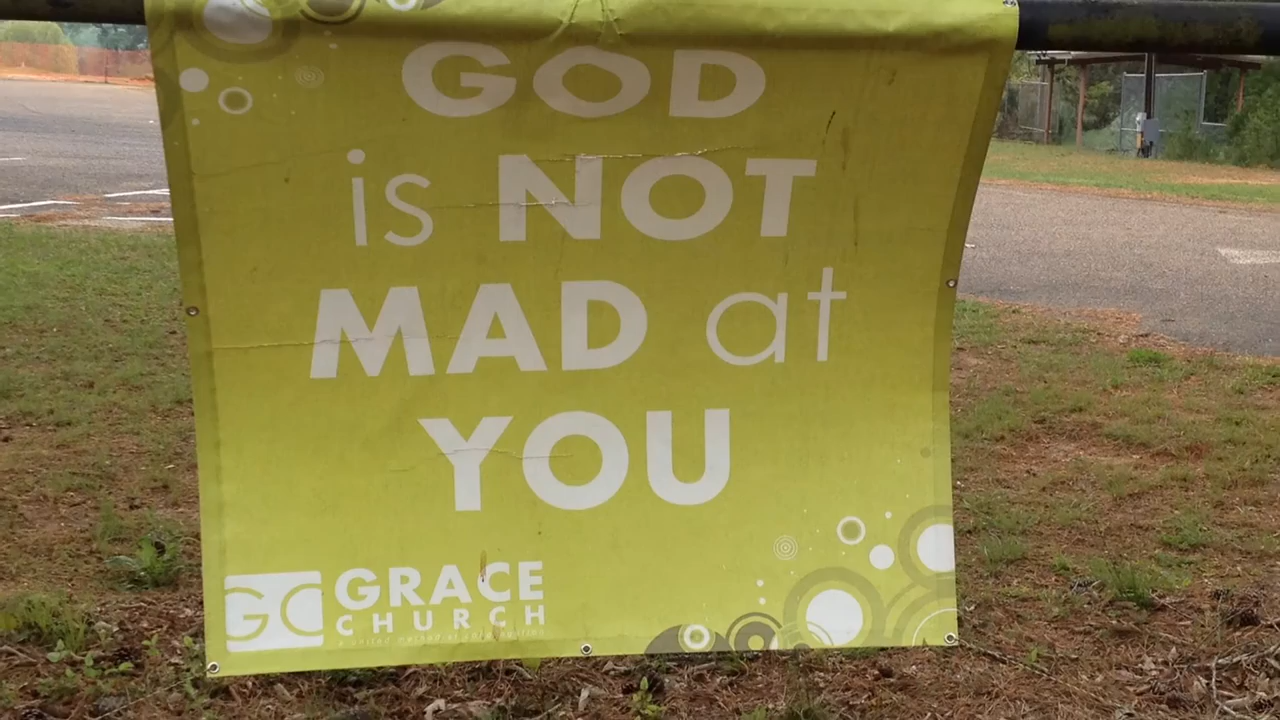 GOD
is NOT
MAD at
YOU
GC GRACE
CHURCH